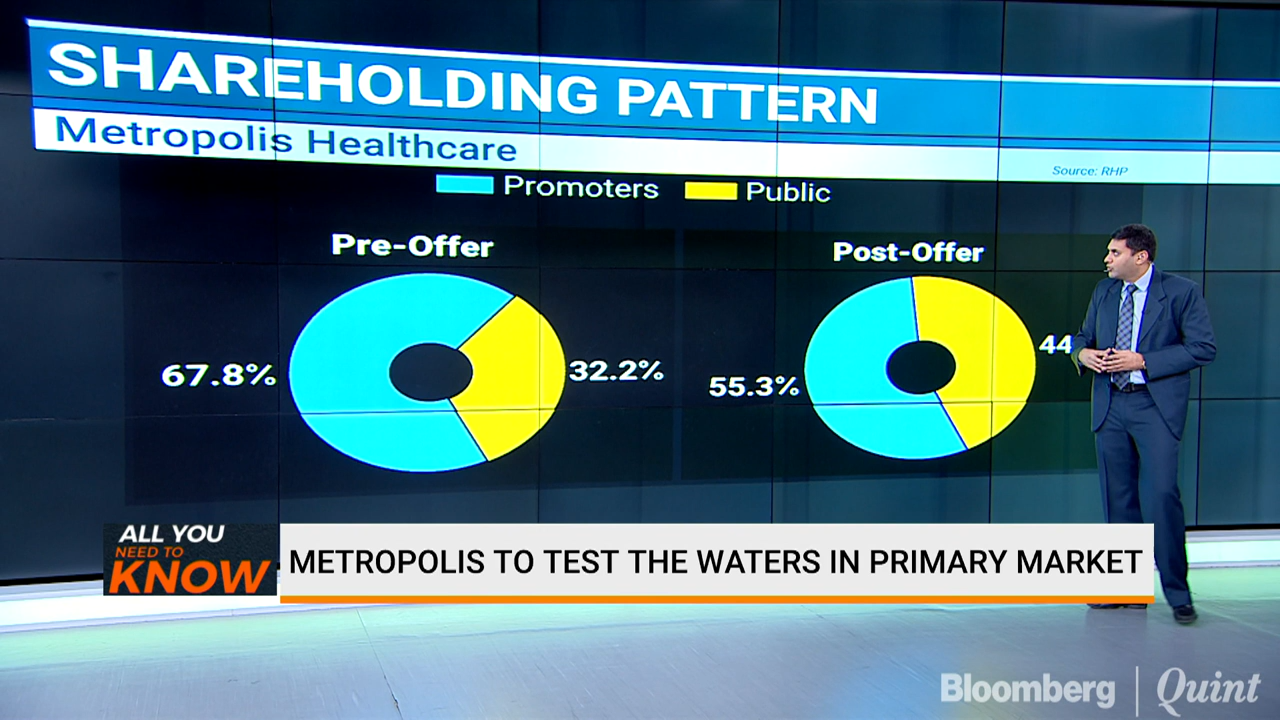 SHAREHOLDING PATTERN
Metropolis Healthcare
Source: RHP
Promoters Public
Pre-Offer
Post-Offer
67.8%
32.2%
55.3%
44
ALL YOU
NEED TO
KNOW
METROPOLIS TO TEST THE WATERS IN PRIMARY MARKET
Bloomberg | Quint